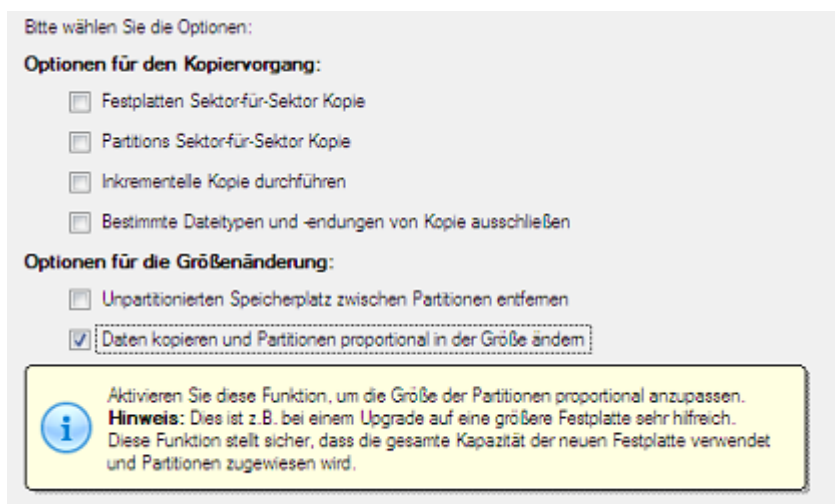 Bitte wählen Sie die Optionen:
Optionen für den Kopiervorgang:
Festplatten Sektor-für-Sektor Kopie
Partitions Sektor-für-Sektor Kopie
Inkrementelle Kopie durchführen
Bestimmte Dateitypen und -endungen von Kopie ausschließen
Optionen für die Größenänderung:
Unpartitionierten Speicherplatz zwischen Partitionen entfernen
Daten kopieren und Partitionen proportional in der Größe ändern
Aktivieren Sie diese Funktion, um die Größe der Partitionen proportional anzupassen.
Hinweis: Dies ist z.B. bei einem Upgrade auf eine größere Festplatte sehr hilfreich.
Diese Funktion stellt sicher, dass die gesamte Kapazität der neuen Festplatte verwendet
und Partitionen zugewiesen wird.